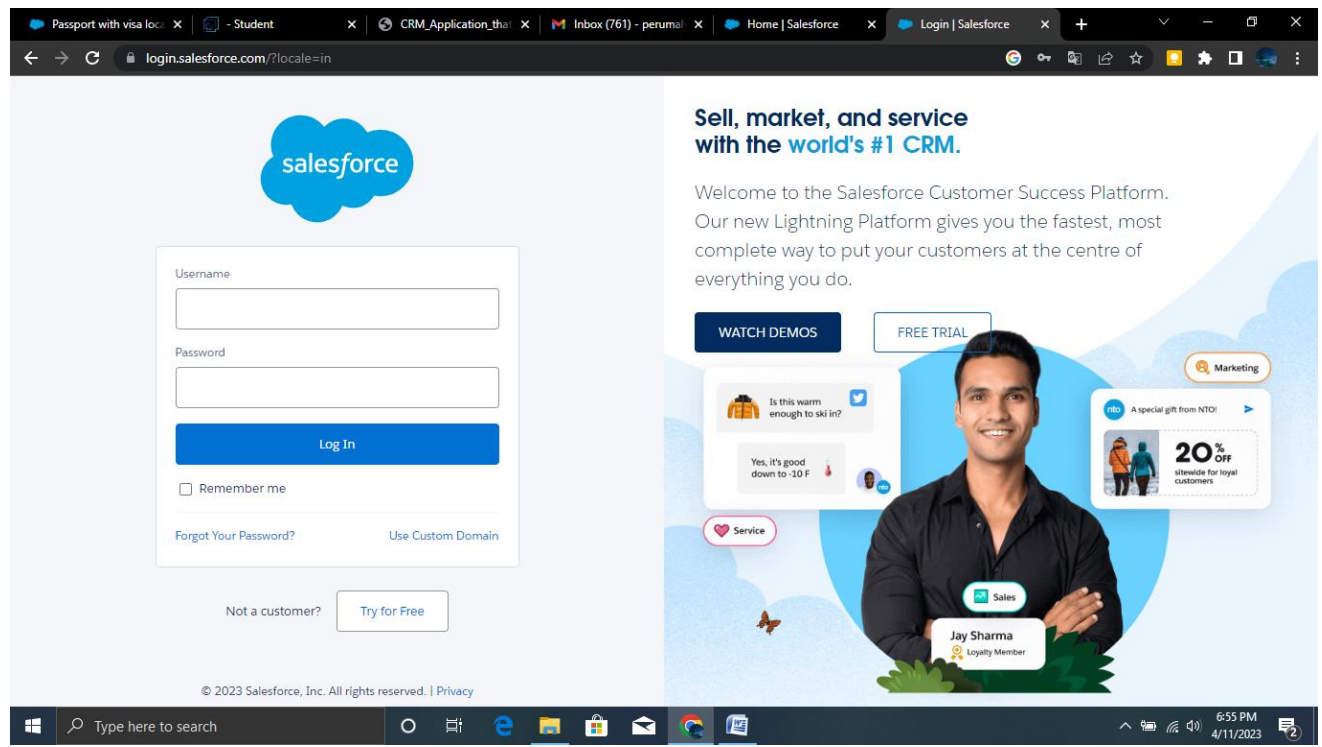 Passport with visa loca
- Student
CRM_Application_that
Inbox (761) - perumal
Home | Salesforce
Login | Salesforce
login.salesforce.com/?locale=in
salesforce
Username
Password
Log In
Remember me
Forgot Your Password?
Use Custom Domain
Not a customer?
Try for Free
© 2023 Salesforce, Inc. All rights reserved. | Privacy
Sell, market, and service
with the world's #1 CRM.
Welcome to the Salesforce Customer Success Platform.
Our new Lightning Platform gives you the fastest, most
complete way to put your customers at the centre of
everything you do.
WATCH DEMOS
FREE TRIAL
Marketing
Is this warm
enough to ski in?
Yes, it's good
down to -10 F
nto
Service
nto
A special gift from NTO!
20% OFF
sitewide for loyal
customers
Sales
Jay Sharma
Loyalty Member
Type here to search
6:55 PM
4/11/2023
2